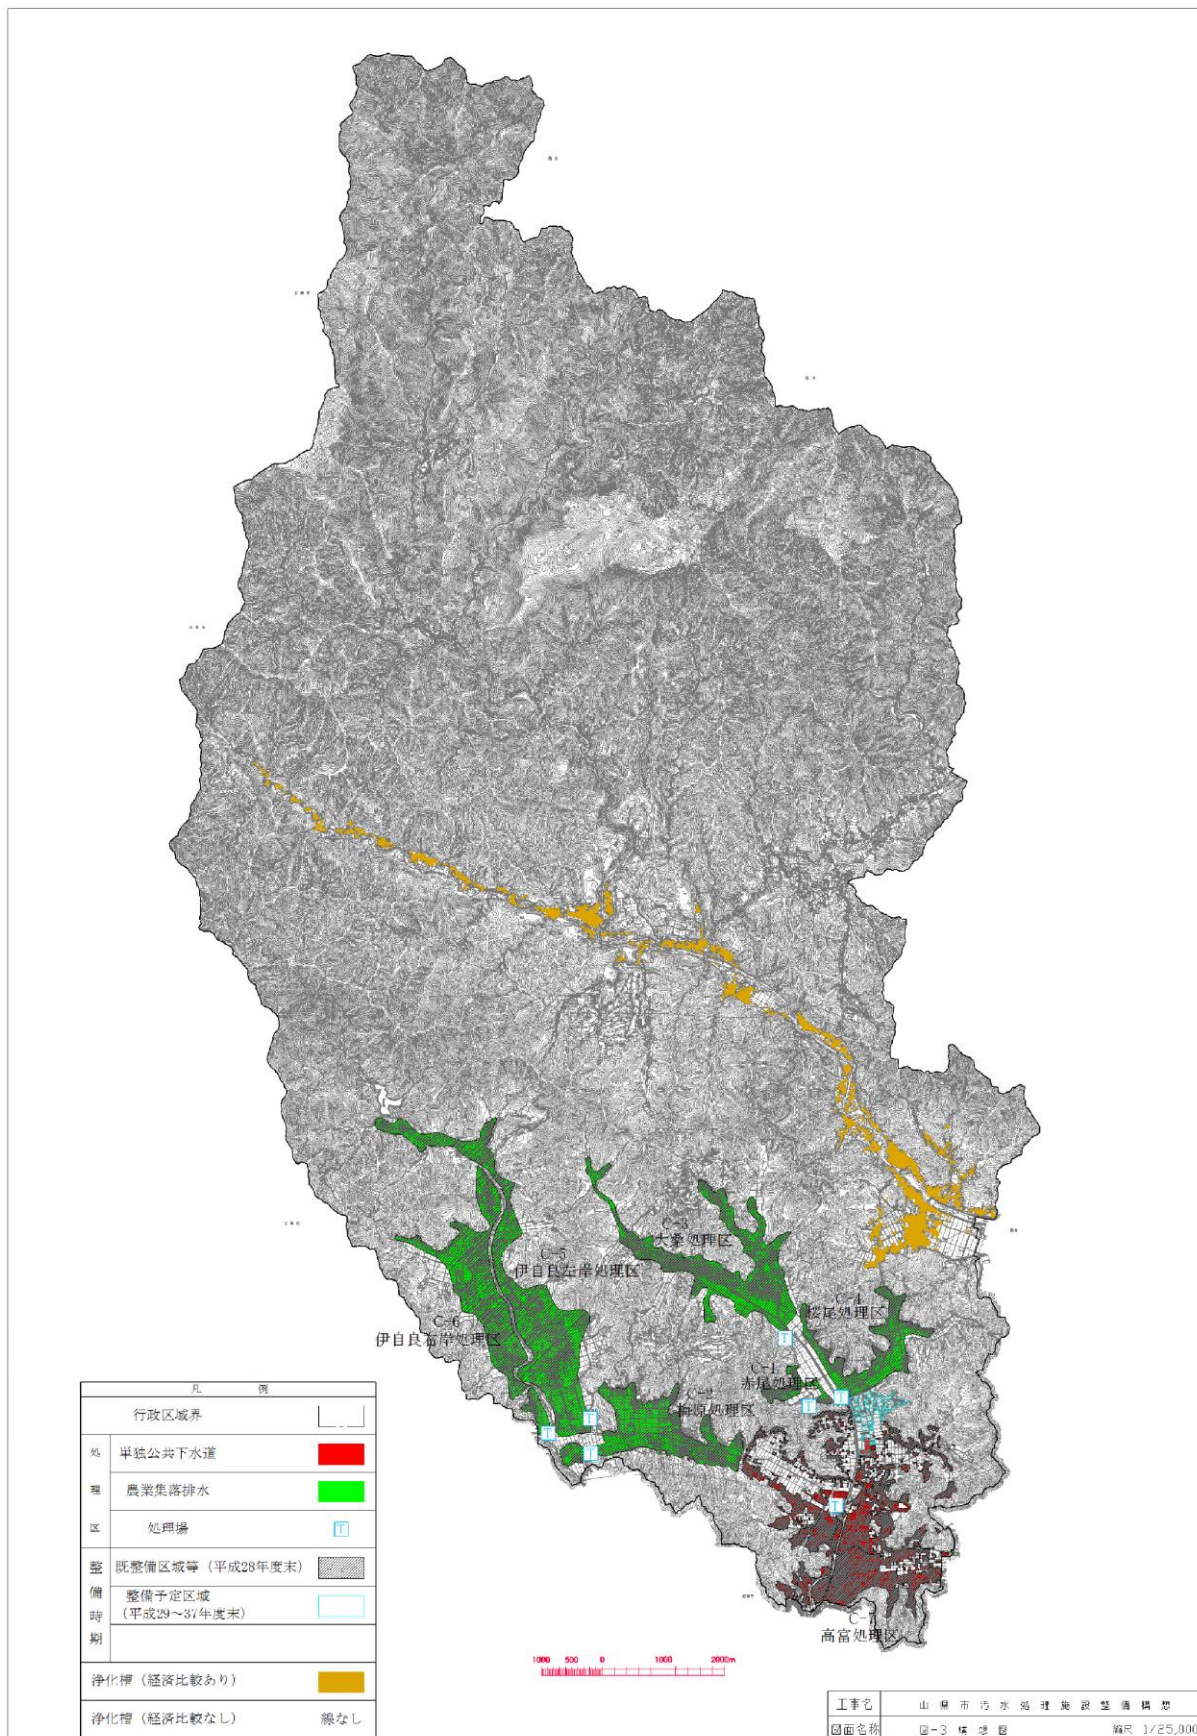 C-3
大桑処理区
C-5
伊自良左岸処理区
C-4
桜尾処理区
C-6
伊自良右岸処理区
C-1
赤尾処理区
C-2
梅原処理区
T
T
T
T
T
T
T
C-7
高富処理区
凡 例
行政区域界
処理区
単独公共下水道
農業集落排水
処理場
T
整備時期
既整備区域等(平成28年度末)
整備予定区域
(平成29~37年度末)
浄化槽(経済比較あり)
浄化槽(経済比較なし)
線なし
1000 500 0 1000 2000m
工事名 山県市汚水処理施設整備構想
図面名称 図-3 構想図 縮尺 1/25,000